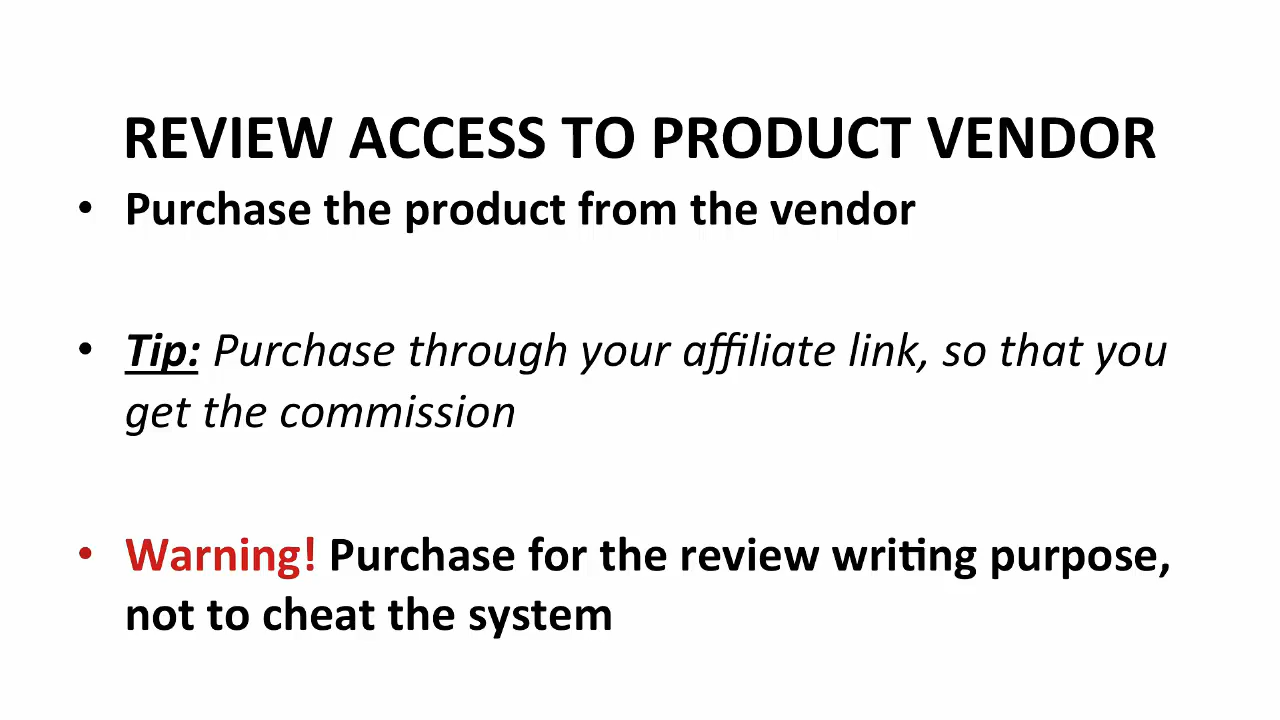 REVIEW ACCESS TO PRODUCT VENDOR
• Purchase the product from the vendor
• Tip: Purchase through your affiliate link, so that you
get the commission
• Warning! Purchase for the review writing purpose,
not to cheat the system